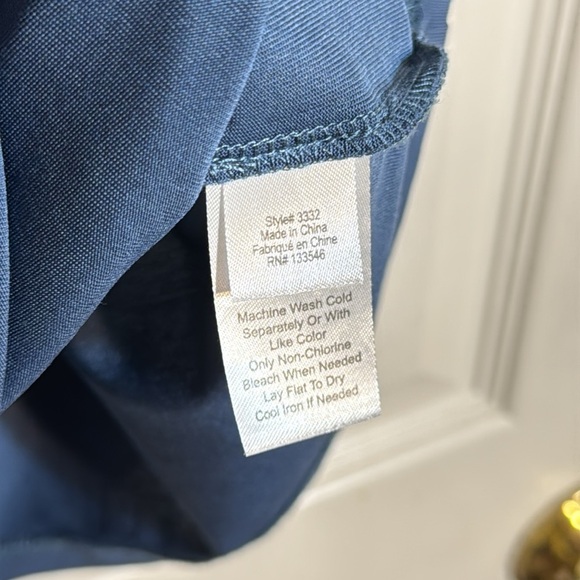 Style# 3332
Made in China
Fabriqué en Chine
RN# 133546
Machine Wash Cold
Separately Or With
Like Color
Only Non-Chlorine
Bleach When Needed
Lay Flat To Dry
Cool Iron If Needed